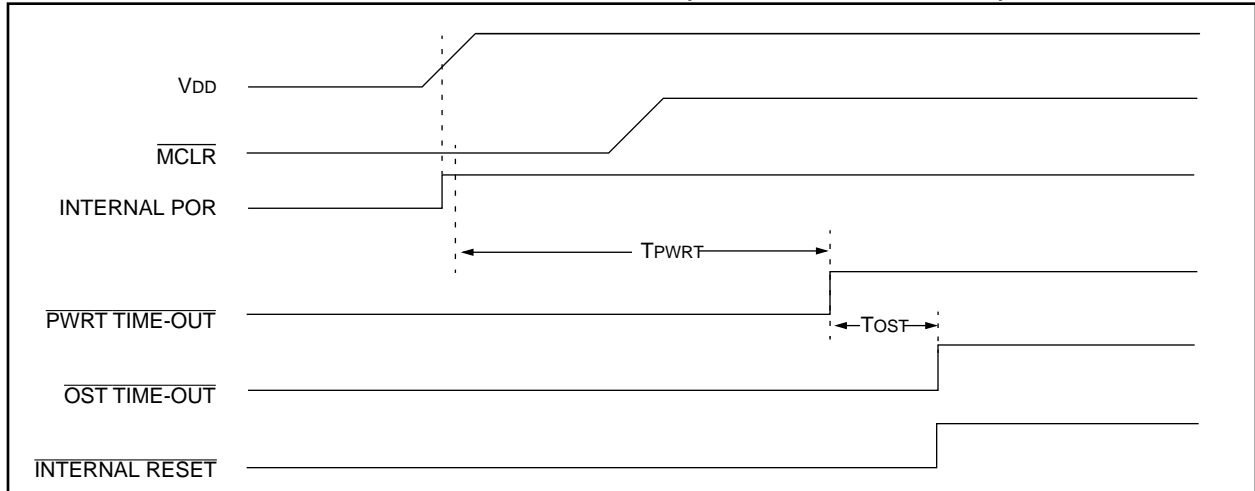 VDD
MCLR
INTERNAL POR
TPWRT
PWRT TIME-OUT
TOST
OST TIME-OUT
INTERNAL RESET